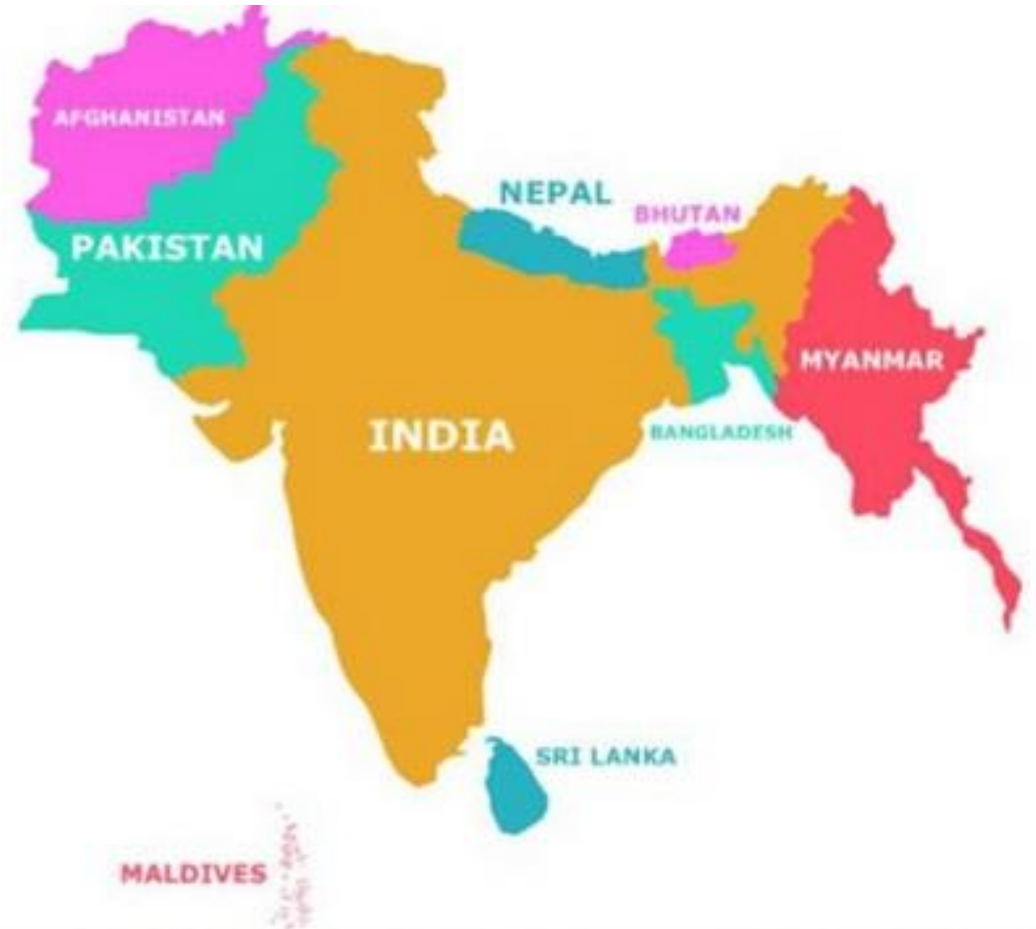 AFGHANISTAN
NEPAL
BHUTAN
PAKISTAN
MYANMAR
INDIA
BANGLADESH
SRI LANKA
MALDIVES